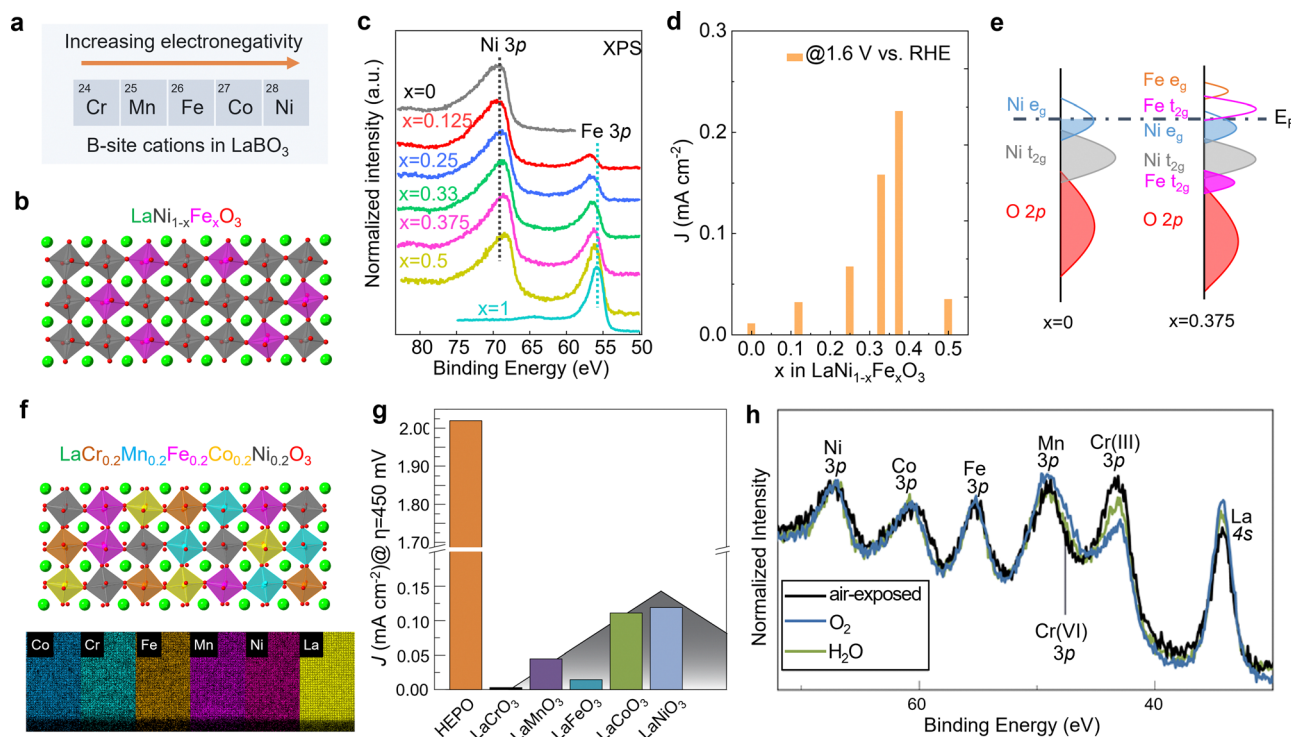 a
Increasing electronegativity
24 25 26 27 28
Cr Mn Fe Co Ni
B-site cations in LaBO₃
b
LaNi₁₋ₓFeₓO₃
c
Ni 3p
XPS
x=0
x=0.125
Fe 3p
x=0.25
x=0.33
x=0.375
x=0.5
x=1
Normalized intensity (a.u.)
80 75 70 65 60 55 50
Binding Energy (eV)
d
@1.6 V vs. RHE
J (mA cm⁻²)
0.3
0.2
0.1
0.0
0.0 0.1 0.2 0.3 0.4 0.5
x in LaNi₁₋ₓFeₓO₃
e
Ni e_g
Ni t₂g
O 2p
x=0
Fe e_g
Fe t₂g
E_F
Ni e_g
Ni t₂g
Fe t₂g
O 2p
x=0.375
f
LaCr₀.₂Mn₀.₂Fe₀.₂Co₀.₂Ni₀.₂O₃
Co Cr Fe Mn Ni La
g
J (mA cm⁻²)@ η=450 mV
2.00
1.90
1.80
1.70
0.15
0.10
0.05
0.00
HEPO
LaCrO₃
LaMnO₃
LaFeO₃
LaCoO₃
LaNiO₃
h
Ni
3p
Co
3p
Fe
3p
Mn
3p
Cr(III)
3p
La
4s
Cr(VI)
3p
air-exposed
O₂
H₂O
Normalized Intensity
60 40
Binding Energy (eV)